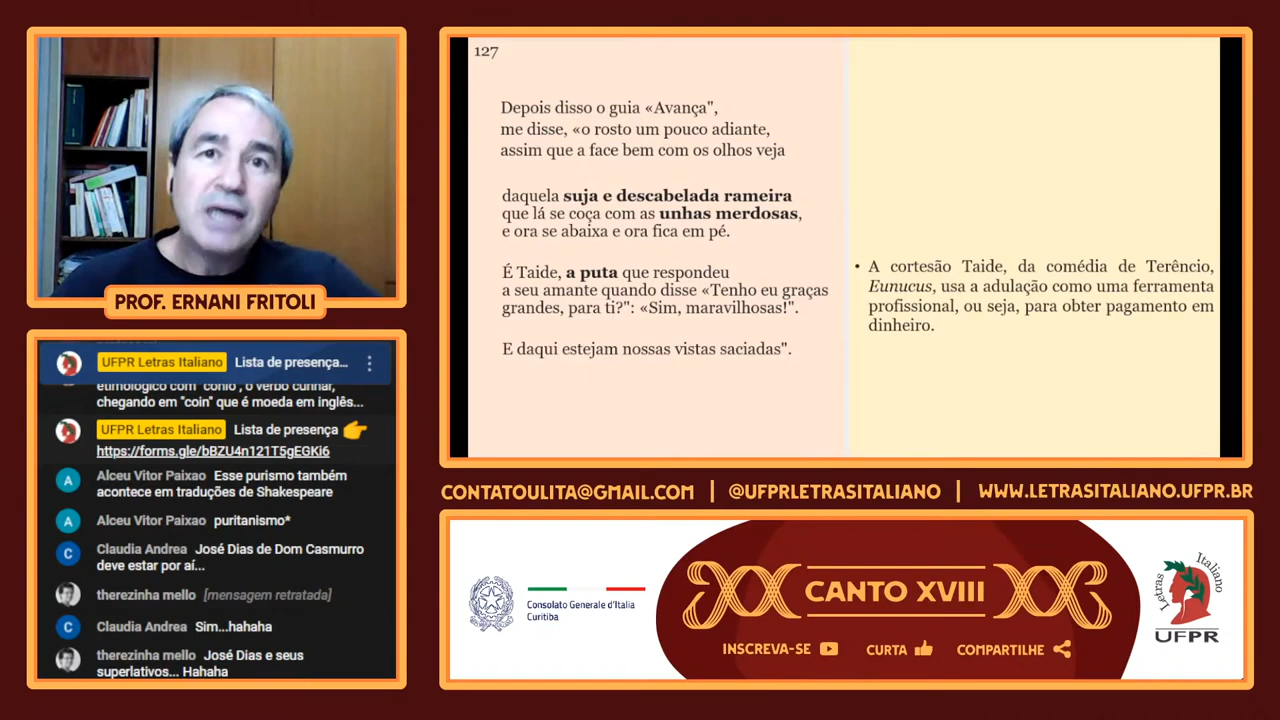 PROF. ERNANI FRITOLI
UFPR Letras Italiano Lista de presença...
etimológico com "conio", o verbo cunhar,
chegando em "coin" que é moeda em inglês...
UFPR Letras Italiano Lista de presença 👉
https://forms.gle/bBZU4n121T5gEGKi6
A Alceu Vitor Paixao Esse purismo também
acontece em traduções de Shakespeare
A Alceu Vitor Paixao puritanismo*
C Claudia Andrea José Dias de Dom Casmurro
deve estar por aí...
therezinha mello [mensagem retratada]
C Claudia Andrea Sim...hahaha
therezinha mello José Dias e seus
superlativos... Hahaha
127
Depois disso o guia «Avança",
me disse, «o rosto um pouco adiante,
assim que a face bem com os olhos veja
daquela suja e descabelada rameira
que lá se coça com as unhas merdosas,
e ora se abaixa e ora fica em pé.
É Taide, a puta que respondeu
a seu amante quando disse «Tenho eu graças
grandes, para ti?": «Sim, maravilhosas!".
E daqui estejam nossas vistas saciadas".
• A cortesão Taide, da comédia de Terêncio,
Eunucus, usa a adulação como uma ferramenta
profissional, ou seja, para obter pagamento em
dinheiro.
CONTATOULITA@GMAIL.COM | @UFPRLETRASITALIANO | WWW.LETRASITALIANO.UFPR.BR
Consolato Generale d'Italia
Curitiba
CANTO XVIII
INSCREVA-SE CURTA COMPARTILHE
Letras Italiano
UFPR